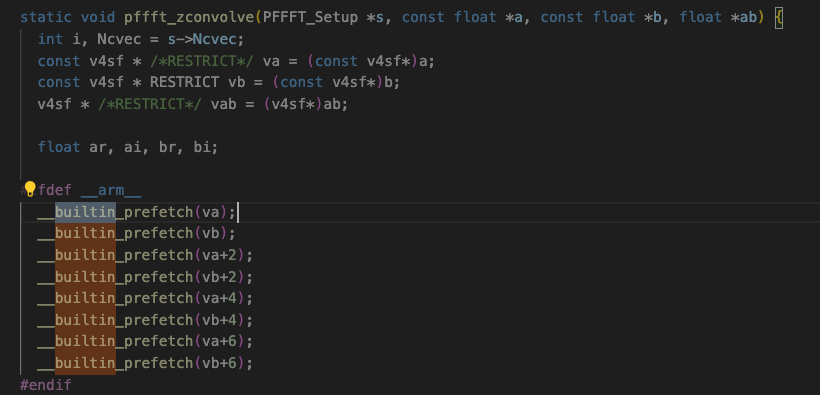 static void pffft_zconvolve(PFFFT_Setup *s, const float *a, const float *b, float *ab) {
int i, Ncvec = s->Ncvec;
const v4sf * /*RESTRICT*/ va = (const v4sf*)a;
const v4sf * RESTRICT vb = (const v4sf*)b;
v4sf * /*RESTRICT*/ vab = (v4sf*)ab;
float ar, ai, br, bi;
#ifdef __arm__
__builtin_prefetch(va);
__builtin_prefetch(vb);
__builtin_prefetch(va+2);
__builtin_prefetch(vb+2);
__builtin_prefetch(va+4);
__builtin_prefetch(vb+4);
__builtin_prefetch(va+6);
__builtin_prefetch(vb+6);
#endif